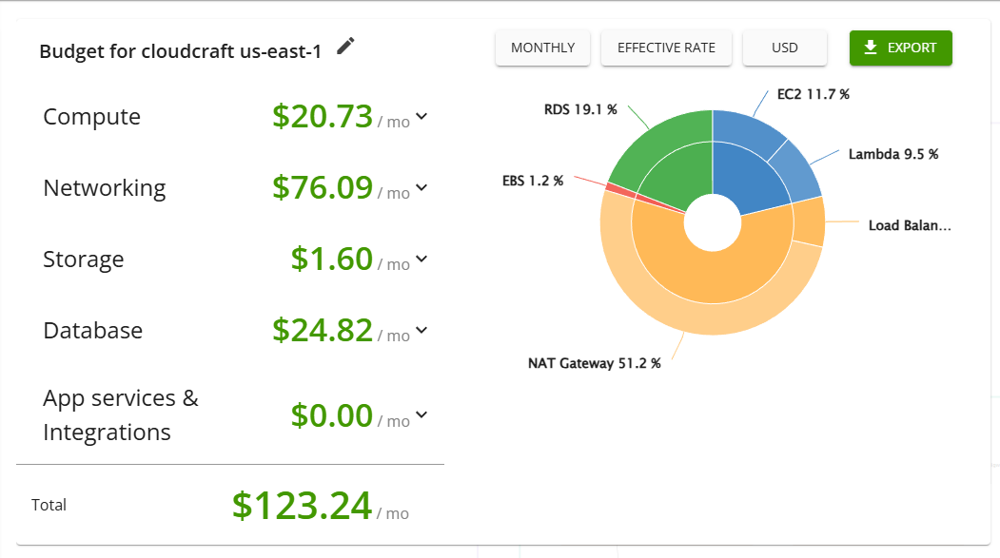 Budget for cloudcraft us-east-1
MONTHLY
EFFECTIVE RATE
USD
EXPORT
Compute $20.73 / mo
Networking $76.09 / mo
Storage $1.60 / mo
Database $24.82 / mo
App services &
Integrations
$0.00 / mo
Total $123.24 / mo
EC2 11.7 %
RDS 19.1 %
Lambda 9.5 %
EBS 1.2 %
Load Balan...
NAT Gateway 51.2 %